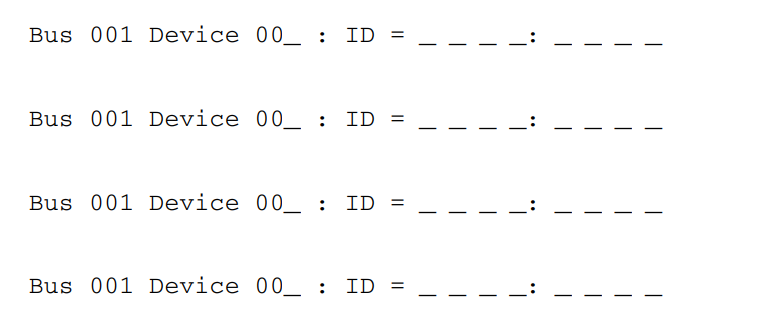 Bus 001 Device 00_ : ID = _ _ _ _: _ _ _ _
Bus 001 Device 00_ : ID = _ _ _ _: _ _ _ _
Bus 001 Device 00_ : ID = _ _ _ _: _ _ _ _
Bus 001 Device 00_ : ID = _ _ _ _: _ _ _ _